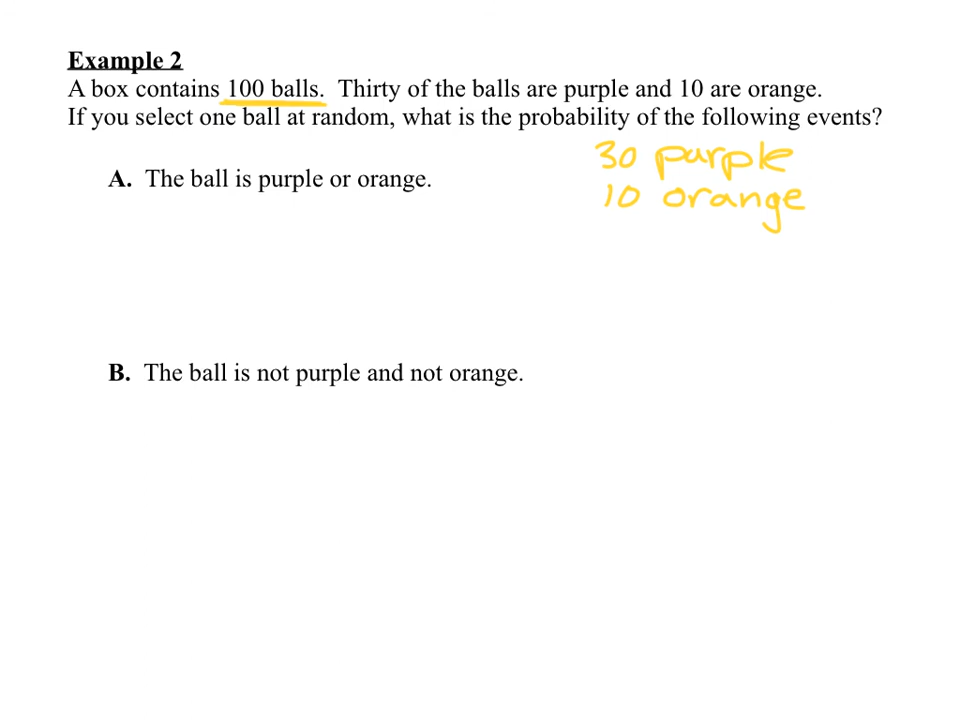 Example 2
A box contains 100 balls. Thirty of the balls are purple and 10 are orange.
If you select one ball at random, what is the probability of the following events?
30 purple
A. The ball is purple or orange.
10 orange
B. The ball is not purple and not orange.